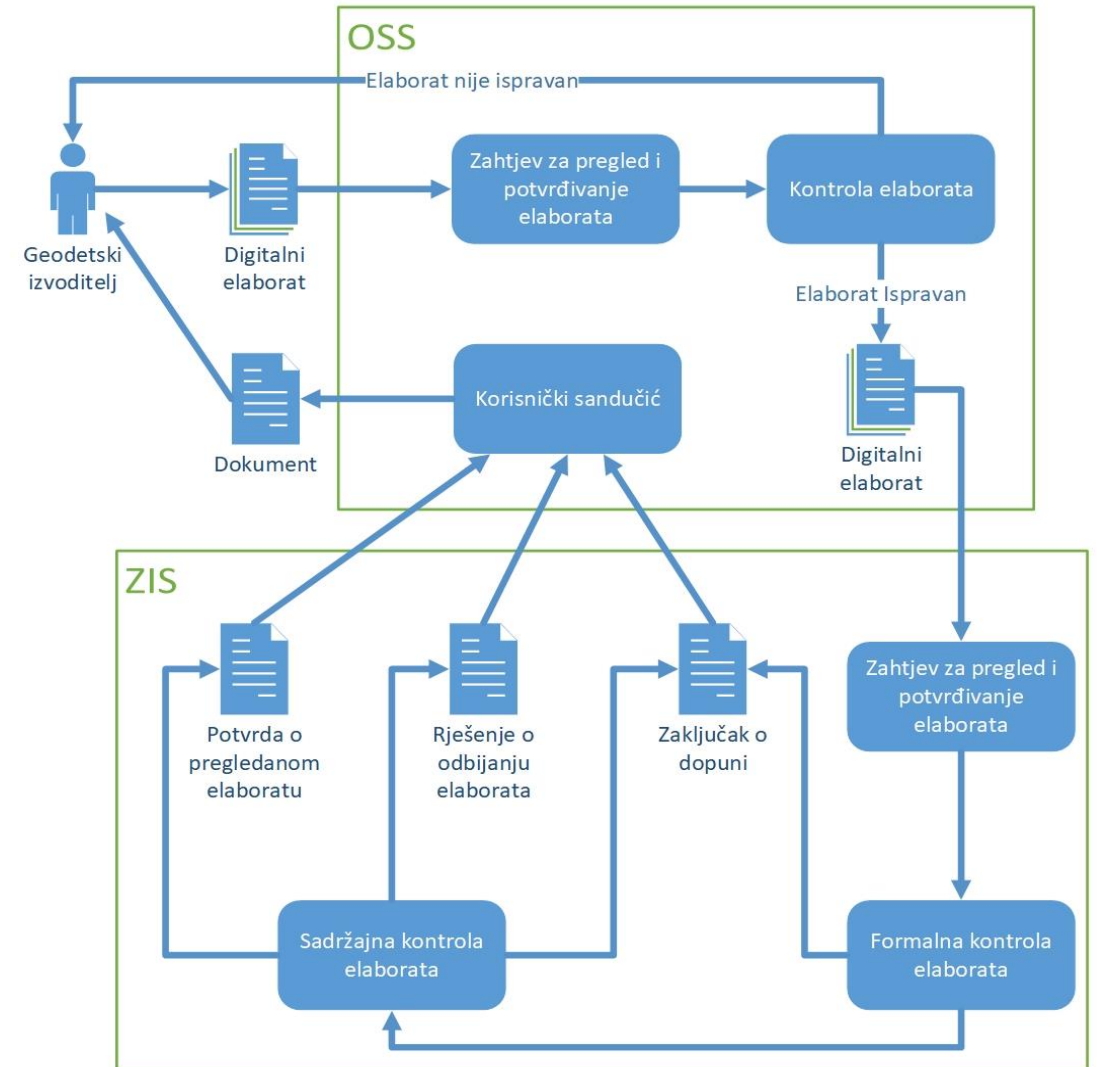 OSS
Elaborat nije ispravan
Zahtjev za pregled i
potvrđivanje
elaborata
Kontrola elaborata
Geodetski
izvoditelj
Digitalni
elaborat
Elaborat Ispravan
Korisnički sandučić
Dokument
Digitalni
elaborat
ZIS
Potvrda o
pregledanom
elaboratu
Rješenje o
odbijanju
elaborata
Zaključak o
dopuni
Zahtjev za pregled i
potvrđivanje
elaborata
Sadržajna kontrola
elaborata
Formalna kontrola
elaborata